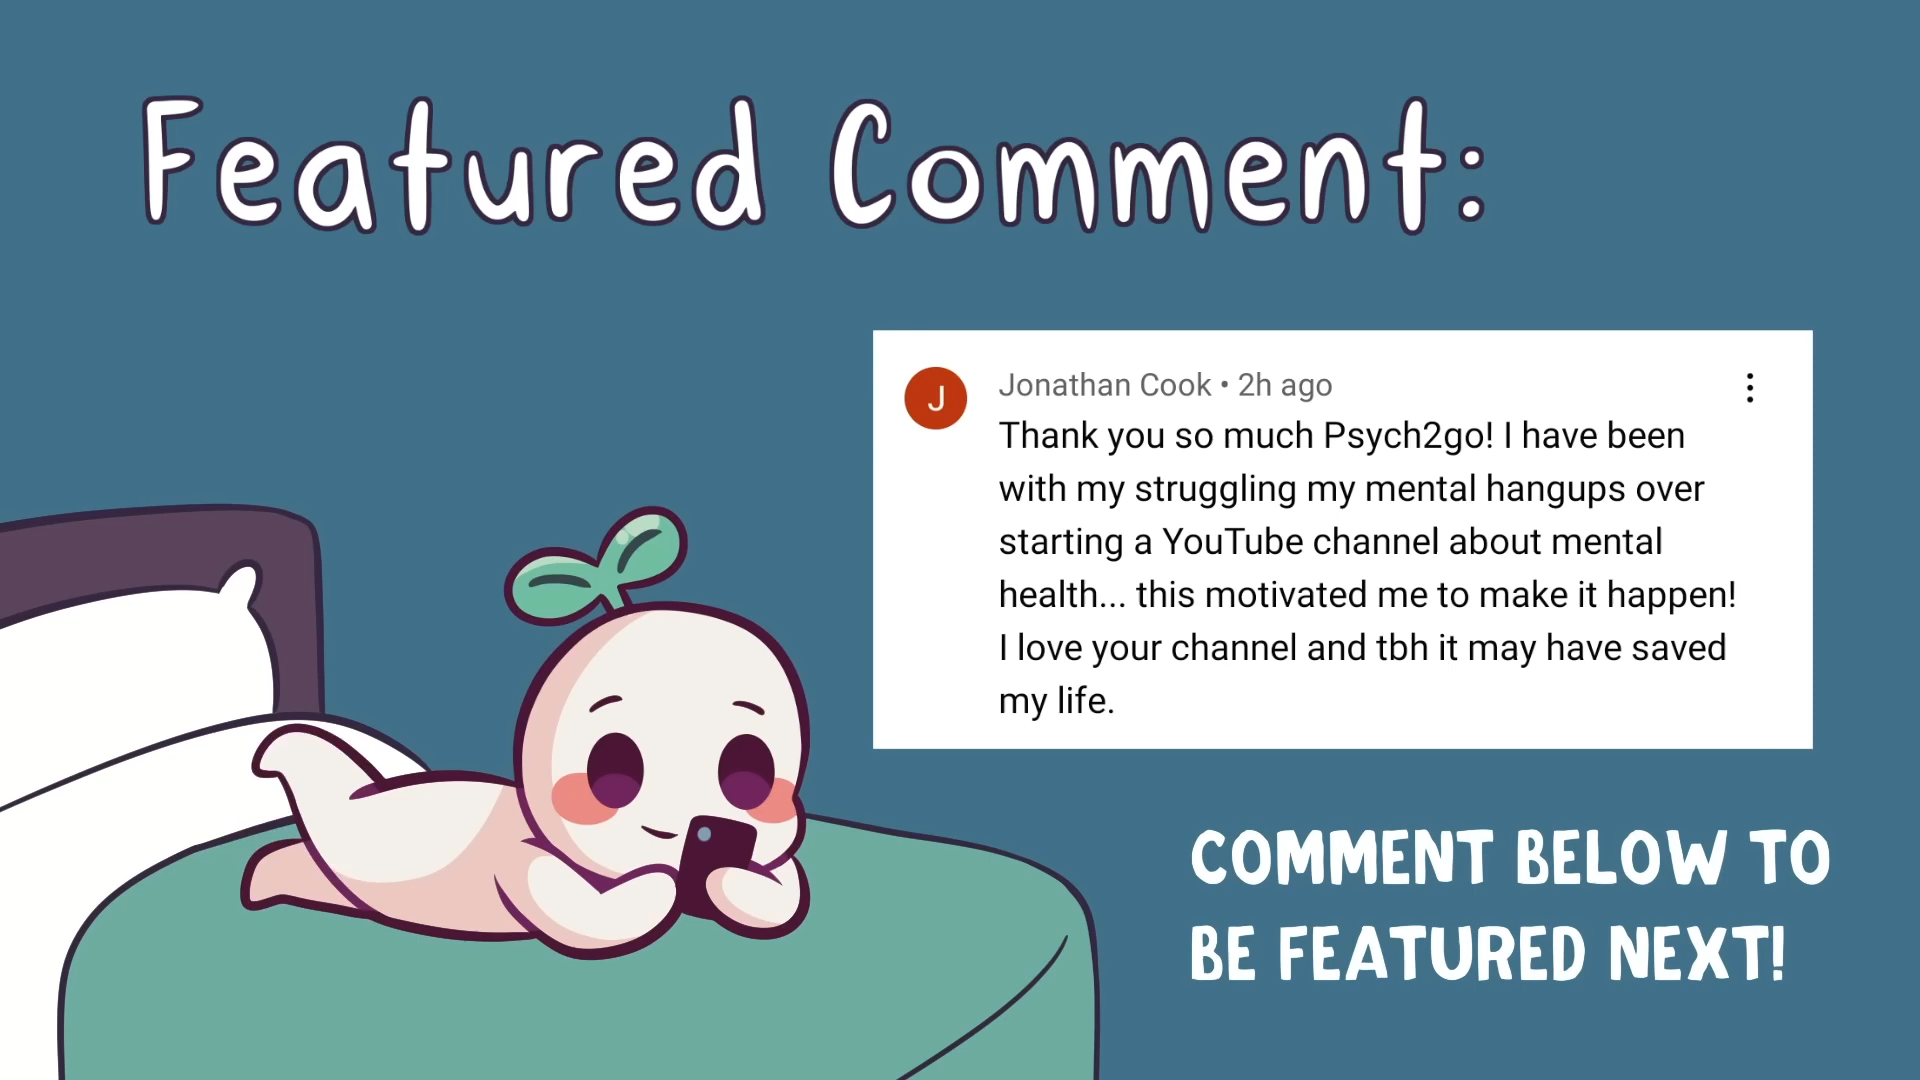 Featured Comment:
J
Jonathan Cook • 2h ago
Thank you so much Psych2go! I have been
with my struggling my mental hangups over
starting a YouTube channel about mental
health... this motivated me to make it happen!
I love your channel and tbh it may have saved
my life.
COMMENT BELOW TO
BE FEATURED NEXT!